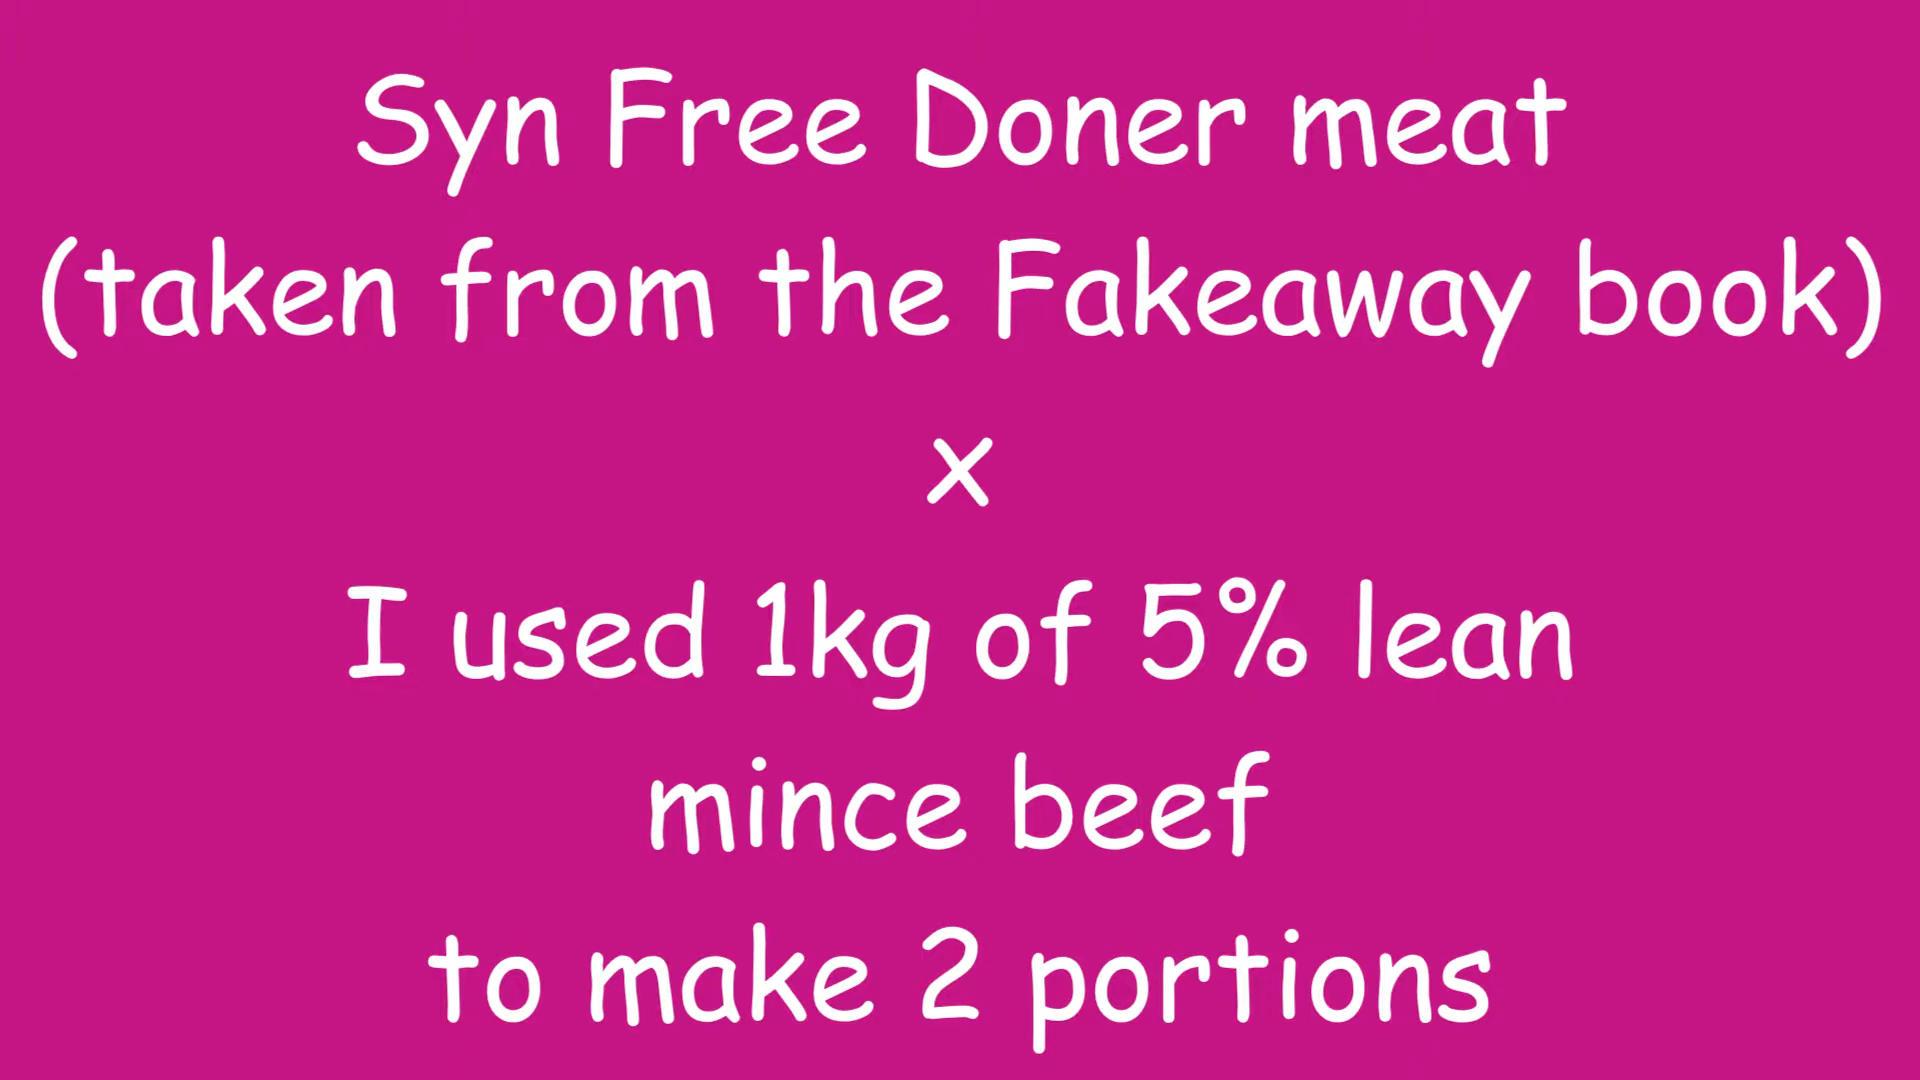 Syn Free Doner meat
(taken from the Fakeaway book)
x
I used 1kg of 5% lean
mince beef
to make 2 portions